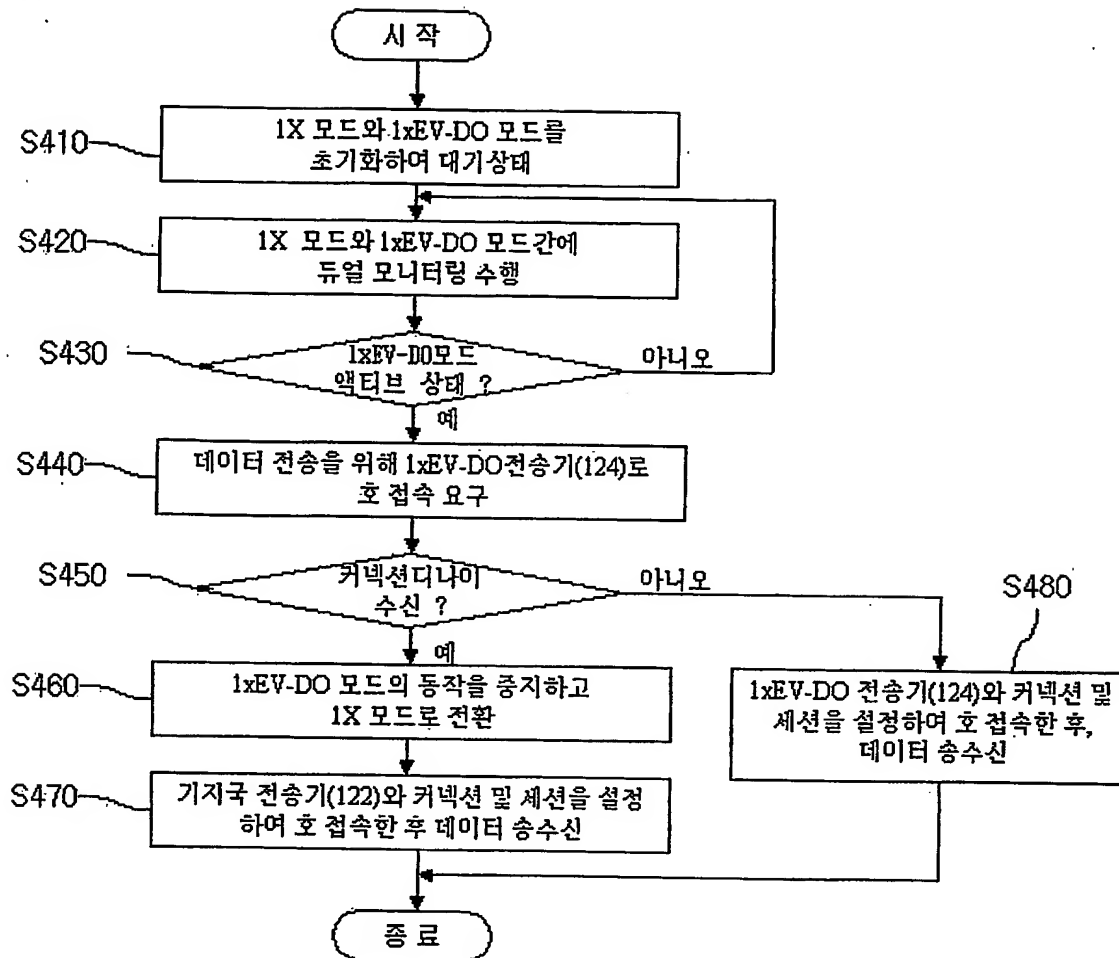 시 작
S410
1X 모드와 1xEV-DO 모드를
초기화하여 대기상태
S420
1X 모드와 1xEV-DO 모드간에
듀얼 모니터링 수행
S430
1xEV-DO모드
액티브 상태 ?
아니오
예
S440
데이터 전송을 위해 1xEV-DO전송기(124)로
호 접속 요구
S450
커넥션디나이
수신 ?
아니오
예
S460
1xEV-DO 모드의 동작을 중지하고
1X 모드로 전환
S480
1xEV-DO 전송기(124)와 커넥션 및
세션을 설정하여 호 접속한 후,
데이터 송수신
S470
기지국 전송기(122)와 커넥션 및 세션을 설정
하여 호 접속한 후 데이터 송수신
종 료